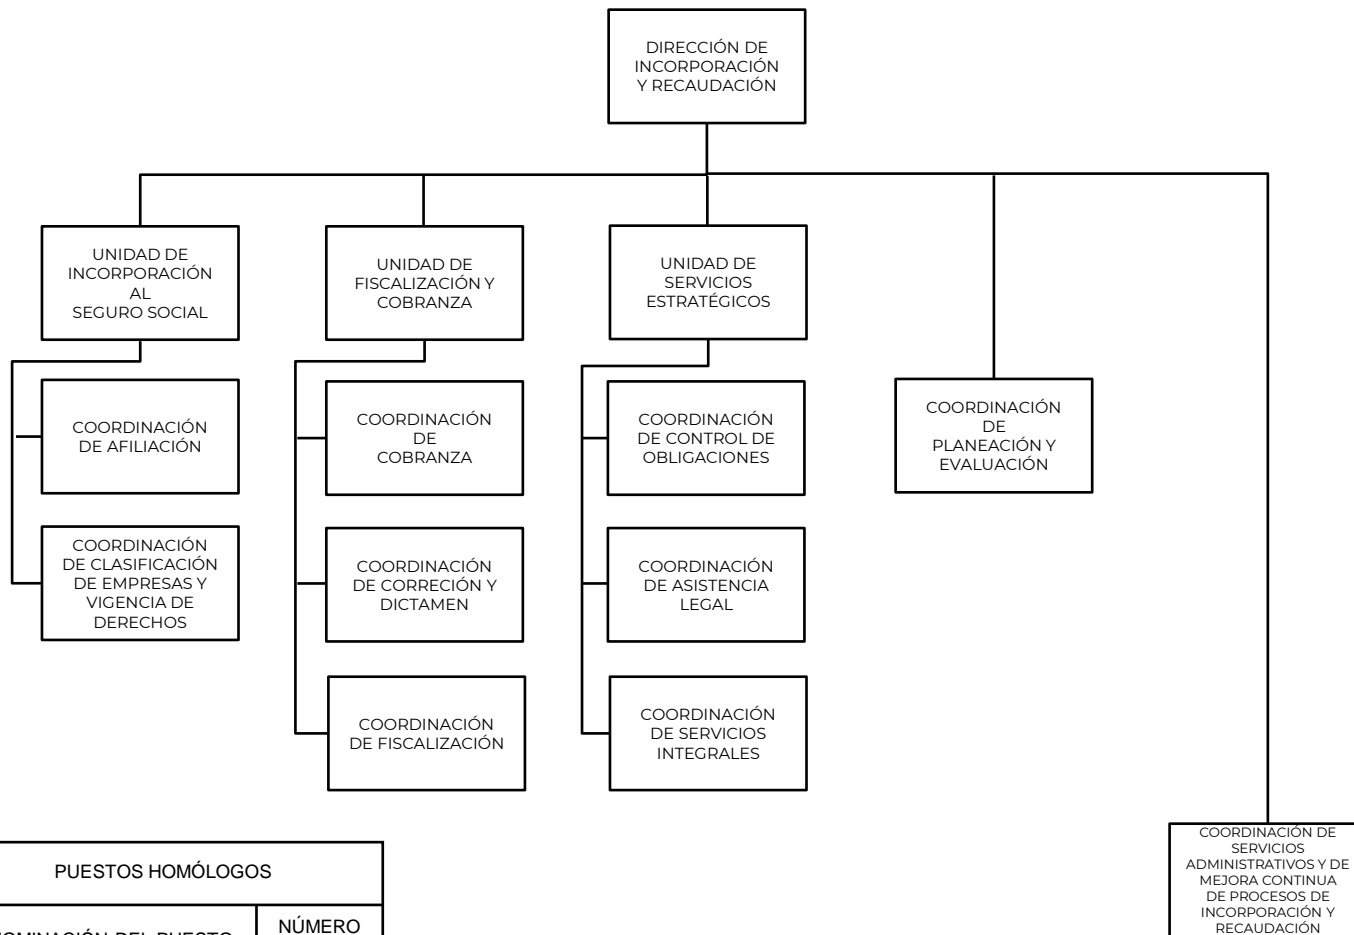 DIRECCIÓN DE
INCORPORACIÓN
Y RECAUDACIÓN
UNIDAD DE
INCORPORACIÓN
AL
SEGURO SOCIAL
UNIDAD DE
FISCALIZACIÓN Y
COBRANZA
UNIDAD DE
SERVICIOS
ESTRATÉGICOS
COORDINACIÓN
DE AFILIACIÓN
COORDINACIÓN
DE
COBRANZA
COORDINACIÓN
DE CONTROL DE
OBLIGACIONES
COORDINACIÓN
DE
PLANEACIÓN Y
EVALUACIÓN
COORDINACIÓN
DE CLASIFICACIÓN
DE EMPRESAS Y
VIGENCIA DE
DERECHOS
COORDINACIÓN
DE CORRECIÓN Y
DICTAMEN
COORDINACIÓN
DE ASISTENCIA
LEGAL
COORDINACIÓN
DE FISCALIZACIÓN
COORDINACIÓN
DE SERVICIOS
INTEGRALES
COORDINACIÓN DE
SERVICIOS
ADMINISTRATIVOS Y DE
MEJORA CONTINUA
DE PROCESOS DE
INCORPORACIÓN Y
RECAUDACIÓN
PUESTOS HOMÓLOGOS
DEL PUESTO
NÚMERO